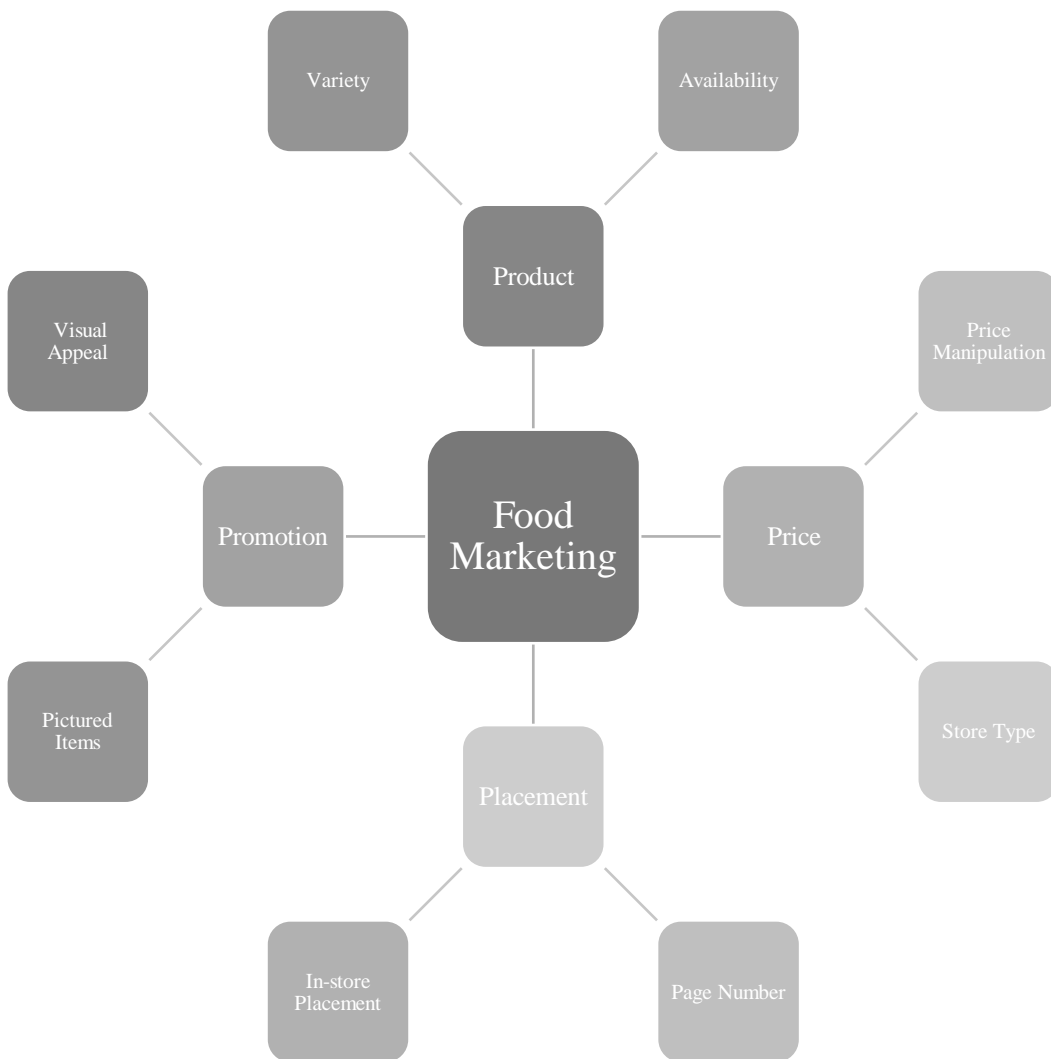 Variety
Availability
Product
Visual
Appeal
Price
Manipulation
Food
Marketing
Promotion
Price
Pictured
Items
Store Type
Placement
In-store
Placement
Page Number